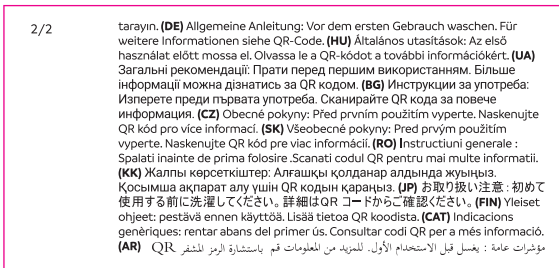 2/2
tarayın. (DE) Allgemeine Anleitung: Vor dem ersten Gebrauch waschen. Für
weitere Informationen siehe QR-Code. (HU) Általános utasítások: Az első
használat előtt mossa el. Olvassa le a QR-kódot a további információkért. (UA)
Загальні рекомендації: Прати перед першим використанням. Більше
інформації можна дізнатись за QR кодом. (BG) Инструкции за употреба:
Изперете преди първата употреба. Сканирайте QR кода за повече
информация. (CZ) Obecné pokyny: Před prvním použitím vyperte. Naskenujte
QR kód pro více informací. (SK) Všeobecné pokyny: Pred prvým použitím
vyperte. Naskenujte QR kód pre viac informácií. (RO) Instructiuni generale :
Spalati inainte de prima folosire .Scanati codul QR pentru mai multe informatii.
(KK) Жалпы көрсеткіштер: Алғашқы қолданар алдында жуыңыз.
Қосымша ақпарат алу үшін QR кодын қараңыз. (JP) お取り扱い注意 : 初めて
使用する前に洗濯してください。詳細はQR コードからご確認ください。(FIN) Yleiset
ohjeet: pestävä ennen käyttöä. Lisää tietoa QR koodista. (CAT) Indicacions
genèriques: rentar abans del primer ús. Consultar codi QR per a més informació.
(AR) مؤشرات عامة : يغسل قبل الاستخدام الأول. للمزيد من المعلومات قم باستشارة الرمز المشفر QR